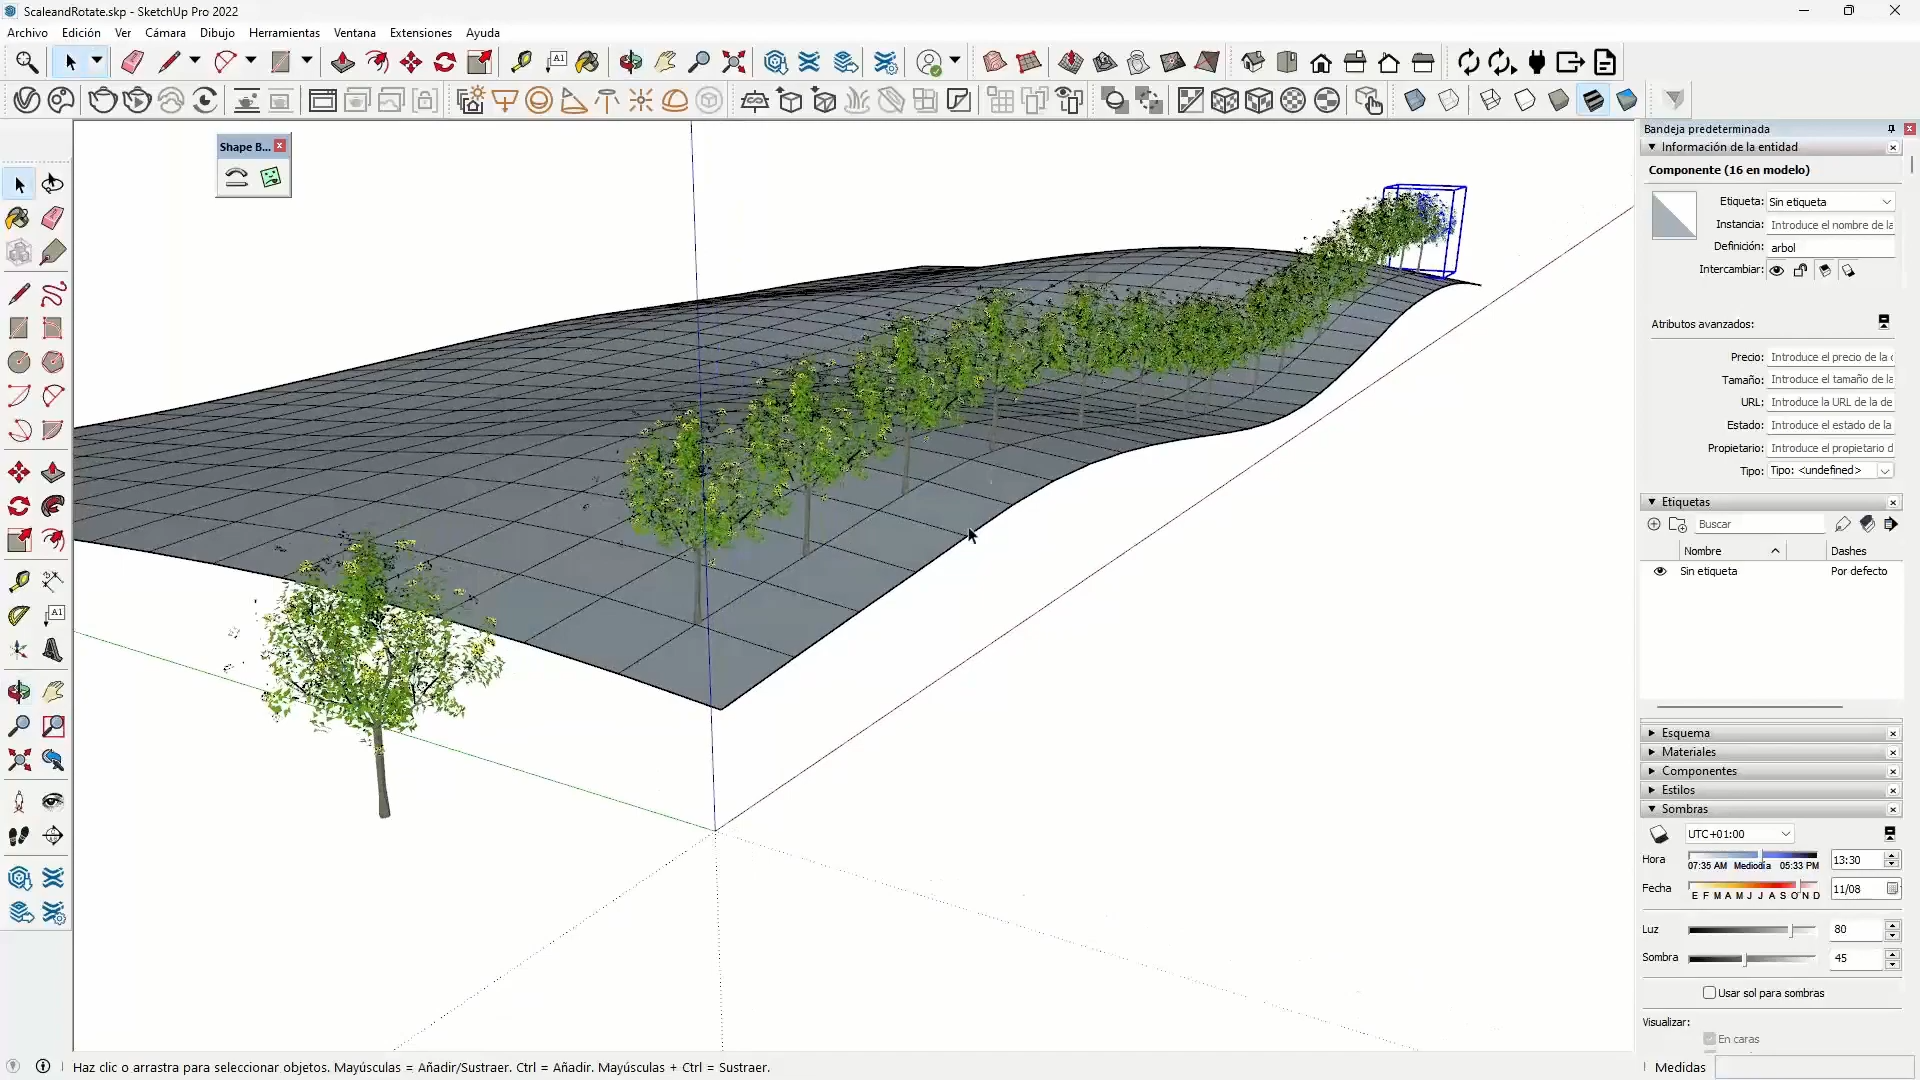 ScaleandRotate.skp - SketchUp Pro 2022
Archivo Edición Ver Cámara Dibujo Herramientas Ventana Extensiones Ayuda
A1
Shape B...
Bandeja predeterminada
Información de la entidad
Componente (16 en modelo)
Etiqueta: Sin etiqueta
Instancia: Introduce el nombre de la
Definición: arbol
Intercambiar:
Atributos avanzados:
Precio: Introduce el precio de la
Tamaño: Introduce el tamaño de la
URL: Introduce la URL de la de
Estado: Introduce el estado de la
Propietario: Introduce el propietario d
Tipo: Tipo: <undefined>
Etiquetas
Buscar
Nombre Dashes
Sin etiqueta Por defecto
A1
Esquema
Materiales
Componentes
Estilos
Sombras
UTC+01:00
Hora 13:30
07:35 AM Mediodía 05:33 PM
Fecha 11/08
E F M A M J J A S O N D
Luz 80
Sombra 45
Usar sol para sombras
Visualizar:
En caras
Haz clic o arrastra para seleccionar objetos. Mayúsculas = Añadir/Sustraer. Ctrl = Añadir. Mayúsculas + Ctrl = Sustraer.
Medidas